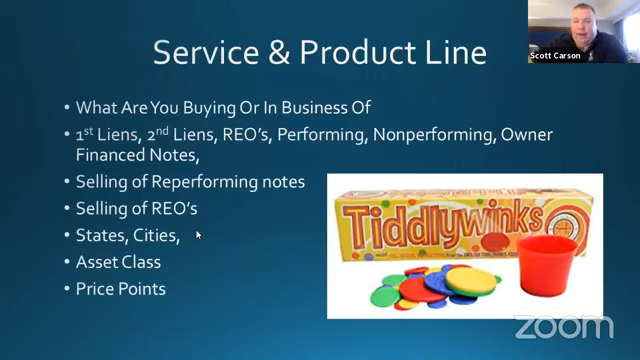 Service & Product Line
Scott Carson
• What Are You Buying Or In Business Of
• 1st Liens, 2nd Liens, REO's, Performing, Nonperforming, Owner
Financed Notes,
• Selling of Reperforming notes
• Selling of REO's
• States, Cities,
• Asset Class
• Price Points
Tiddlywinks
zoom